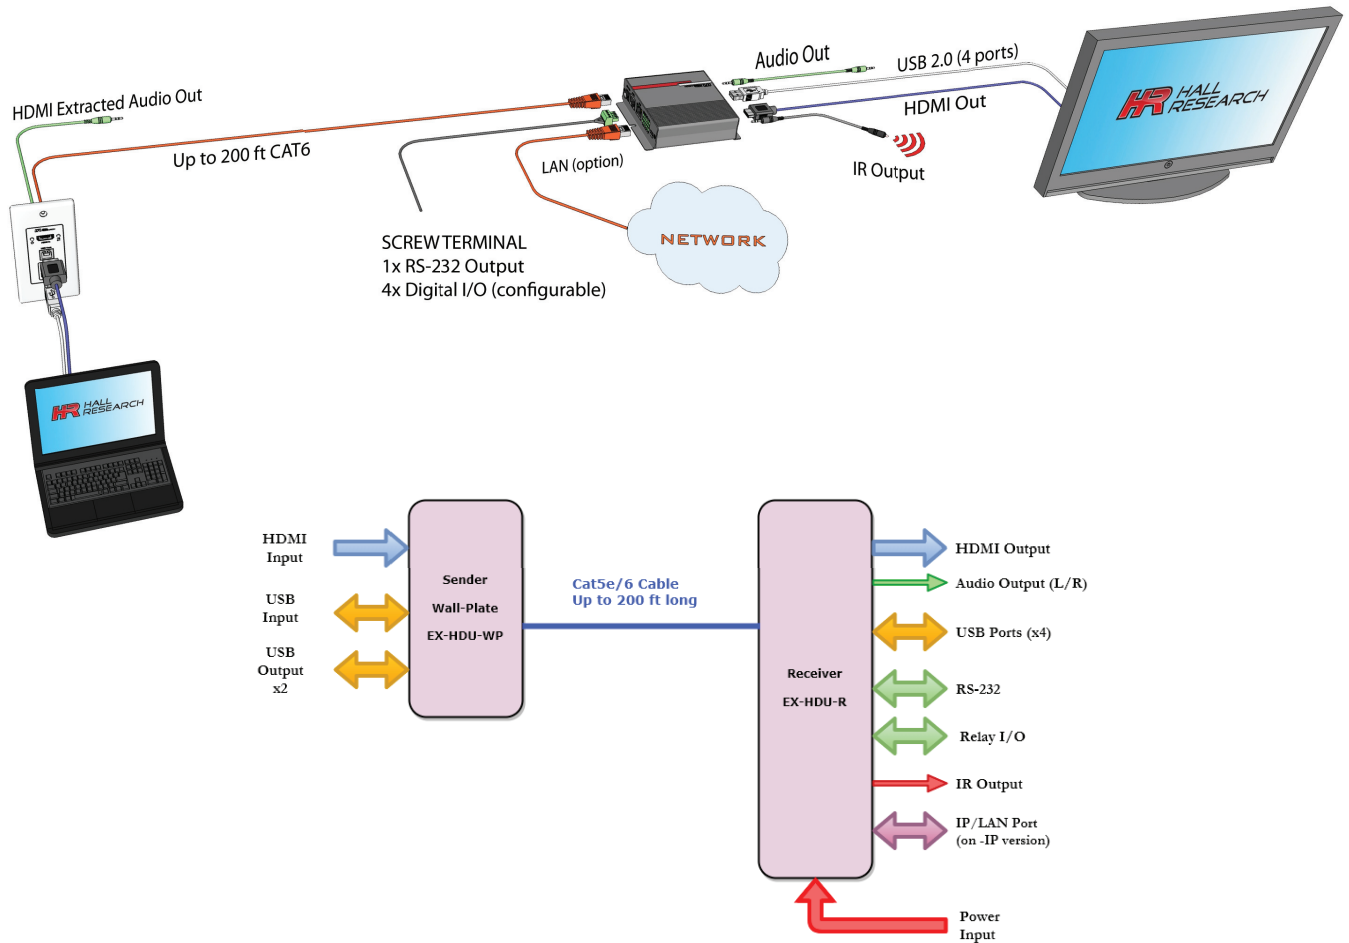 Audio Out
USB 2.0 (4 ports)
HDMI Extracted Audio Out
HDMI Out
Up to 200 ft CAT6
LAN (option)
IR Output
HR HALL
RESEARCH
NETWORK
SCREW TERMINAL
1x RS-232 Output
4x Digital I/O (configurable)
HR HALL
RESEARCH
HDMI
Input
USB
Input
USB
Output
x2
Sender
Wall-Plate
EX-HDU-WP
Cat5e/6 Cable
Up to 200 ft long
Receiver
EX-HDU-R
HDMI Output
Audio Output (L/R)
USB Ports (x4)
RS-232
Relay I/O
IR Output
IP/LAN Port
(on -IP version)
Power
Input